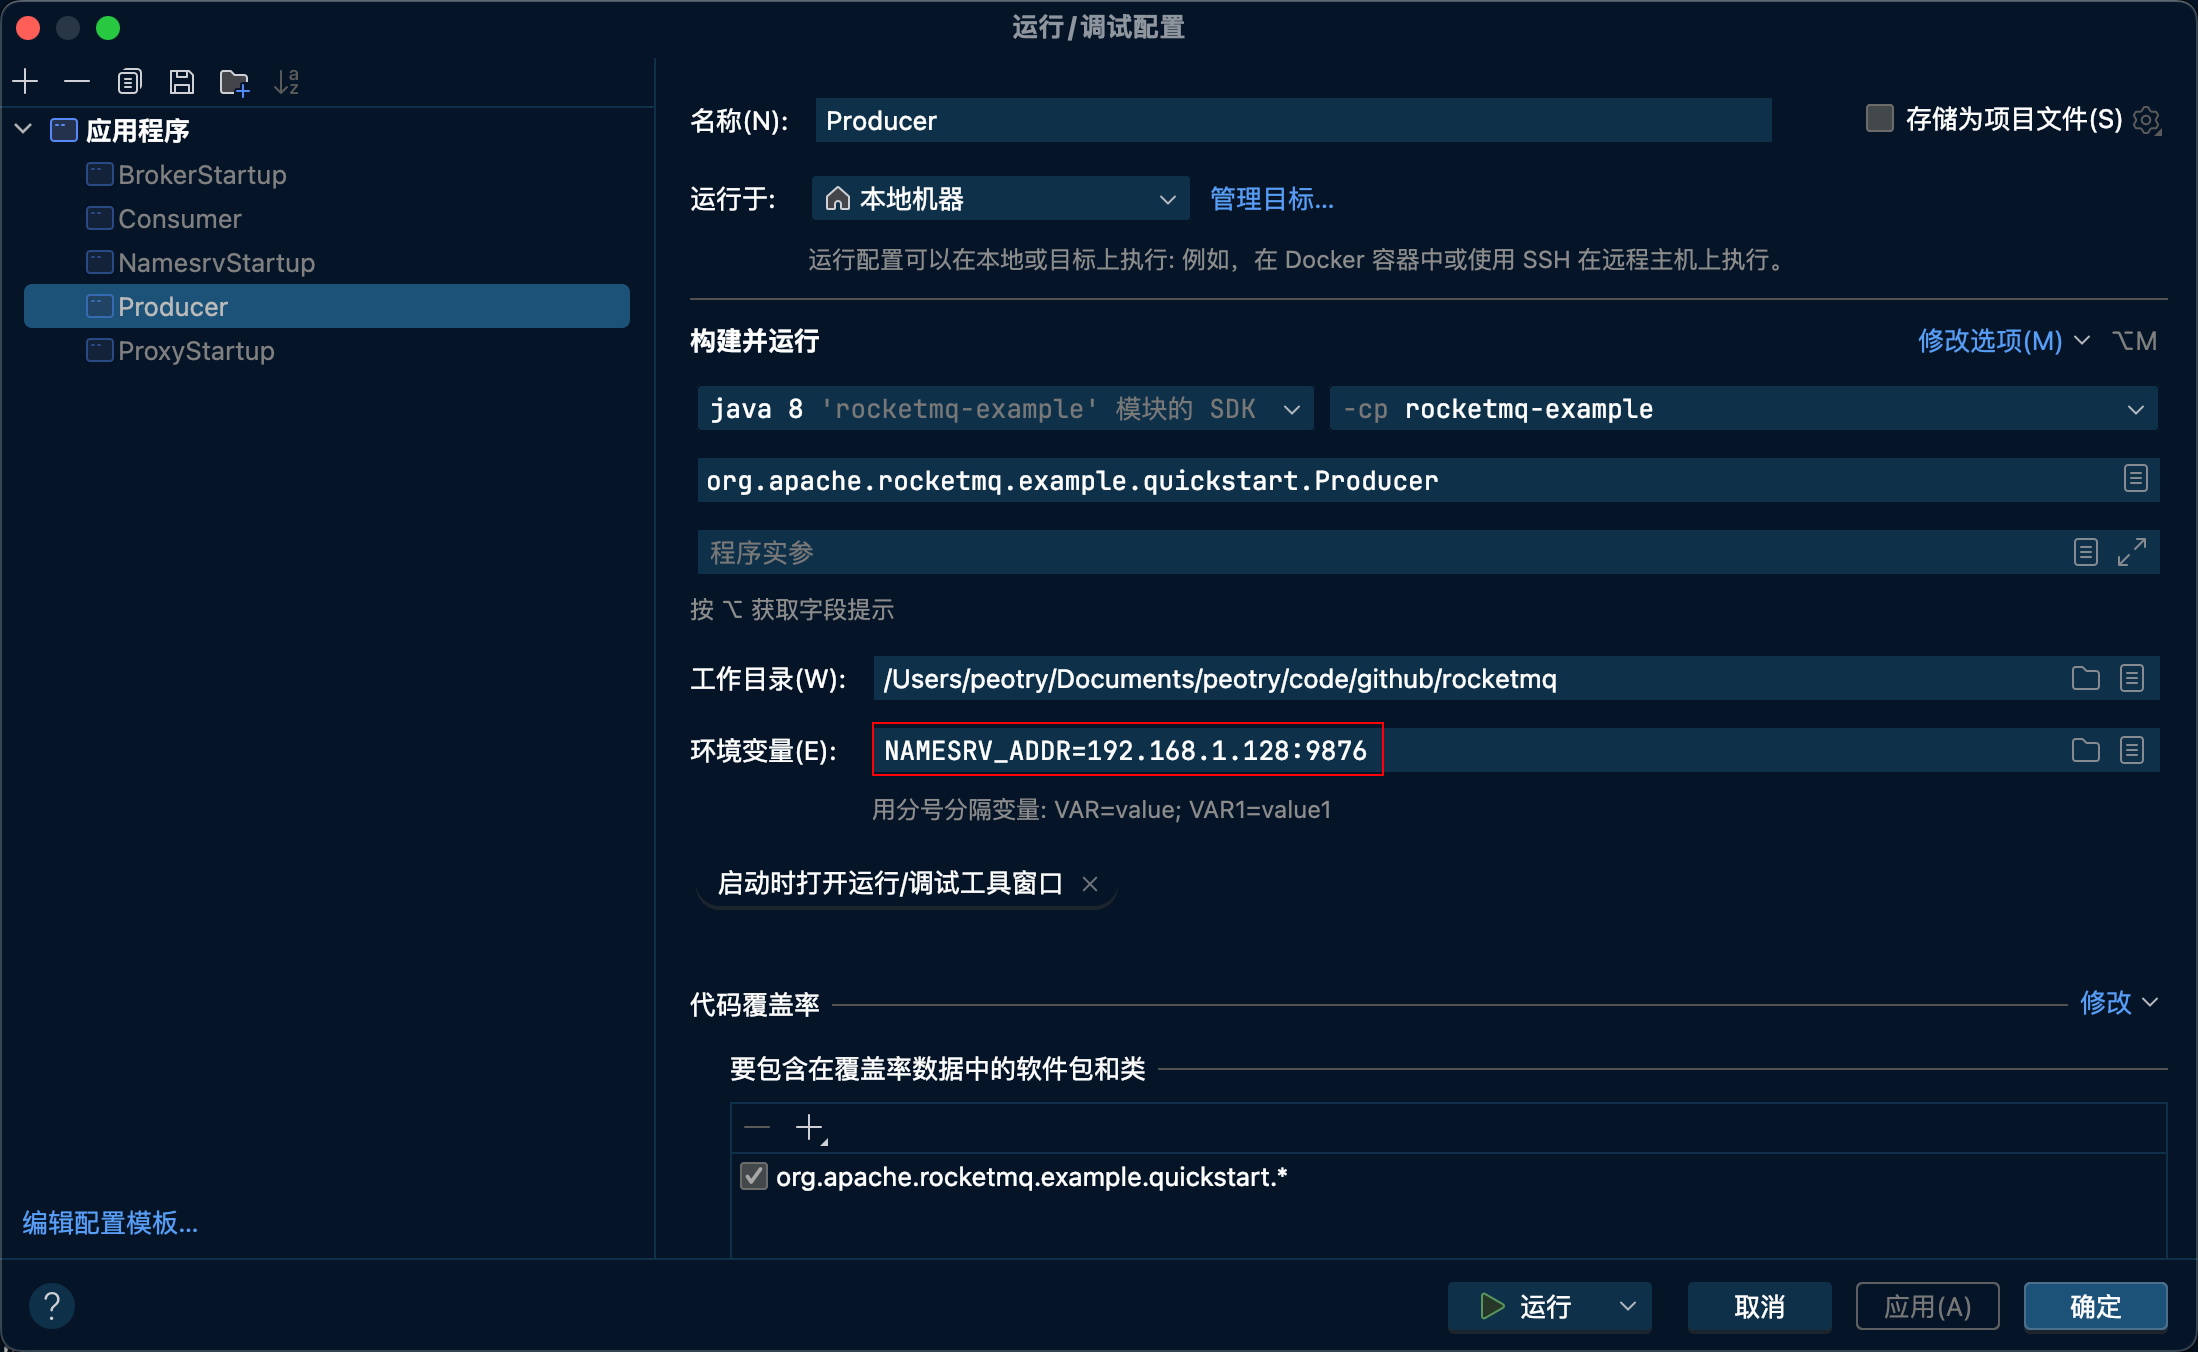 运行/调试配置
应用程序
BrokerStartup
Consumer
NamesrvStartup
Producer
ProxyStartup
编辑配置模板...
名称(N): Producer 存储为项目文件(S)
运行于: 本地机器 管理目标...
运行配置可以在本地或目标上执行: 例如，在 Docker 容器中或使用 SSH 在远程主机上执行。
构建并运行 修改选项(M) ⌥M
java 8 'rocketmq-example' 模块的 SDK -cp rocketmq-example
org.apache.rocketmq.example.quickstart.Producer
程序实参
按 ⌥ 获取字段提示
工作目录(W): /Users/peotry/Documents/peotry/code/github/rocketmq
环境变量(E): NAMESRV_ADDR=192.168.1.128:9876
用分号分隔变量: VAR=value; VAR1=value1
启动时打开运行/调试工具窗口
代码覆盖率 修改
要包含在覆盖率数据中的软件包和类
org.apache.rocketmq.example.quickstart.*
? 运行 取消 应用(A) 确定